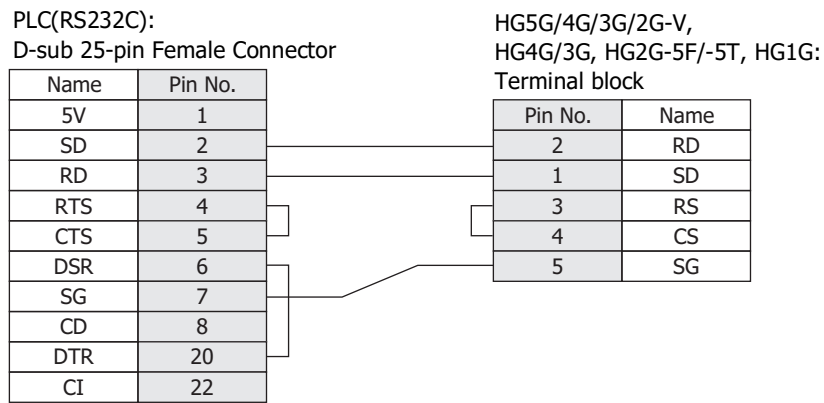 PLC(RS232C):
D-sub 25-pin Female Connector
Name Pin No.
5V 1
SD 2
RD 3
RTS 4
CTS 5
DSR 6
SG 7
CD 8
DTR 20
CI 22
HG5G/4G/3G/2G-V,
HG4G/3G, HG2G-5F/-5T, HG1G:
Terminal block
Pin No. Name
2 RD
1 SD
3 RS
4 CS
5 SG